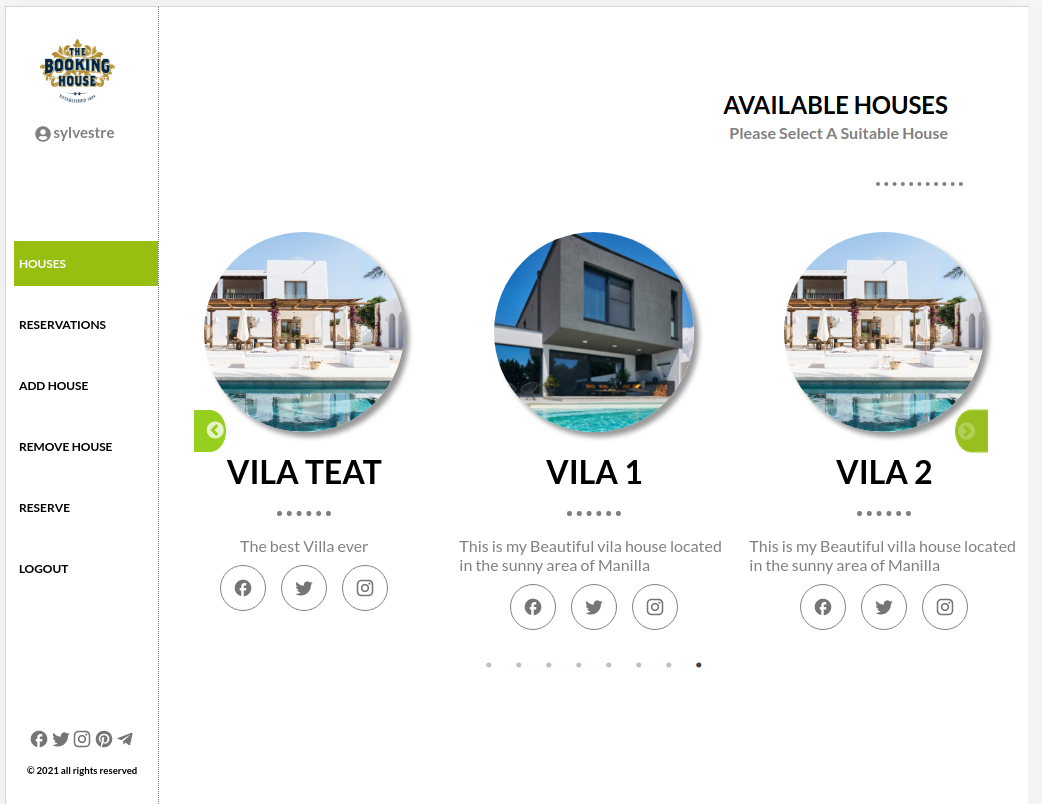 THE
BOOKING
HOUSE
sylvestre
HOUSES
RESERVATIONS
ADD HOUSE
REMOVE HOUSE
RESERVE
LOGOUT
© 2021 all rights reserved
AVAILABLE HOUSES
Please Select A Suitable House
VILA TEAT
The best Villa ever
VILA 1
This is my Beautiful vila house located
in the sunny area of Manilla
VILA 2
This is my Beautiful villa house located
in the sunny area of Manilla